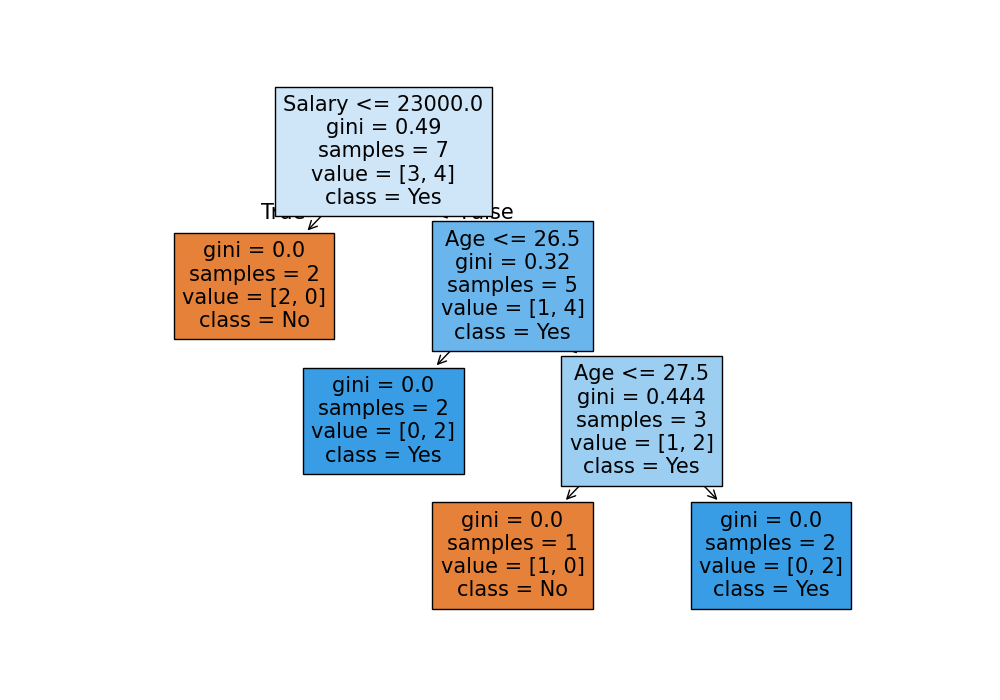 Salary <= 23000.0
gini = 0.49
samples = 7
value = [3, 4]
class = Yes
True
gini = 0.0
samples = 2
value = [2, 0]
class = No
Age <= 26.5
gini = 0.32
samples = 5
value = [1, 4]
class = Yes
gini = 0.0
samples = 2
value = [0, 2]
class = Yes
Age <= 27.5
gini = 0.444
samples = 3
value = [1, 2]
class = Yes
gini = 0.0
samples = 1
value = [1, 0]
class = No
gini = 0.0
samples = 2
value = [0, 2]
class = Yes